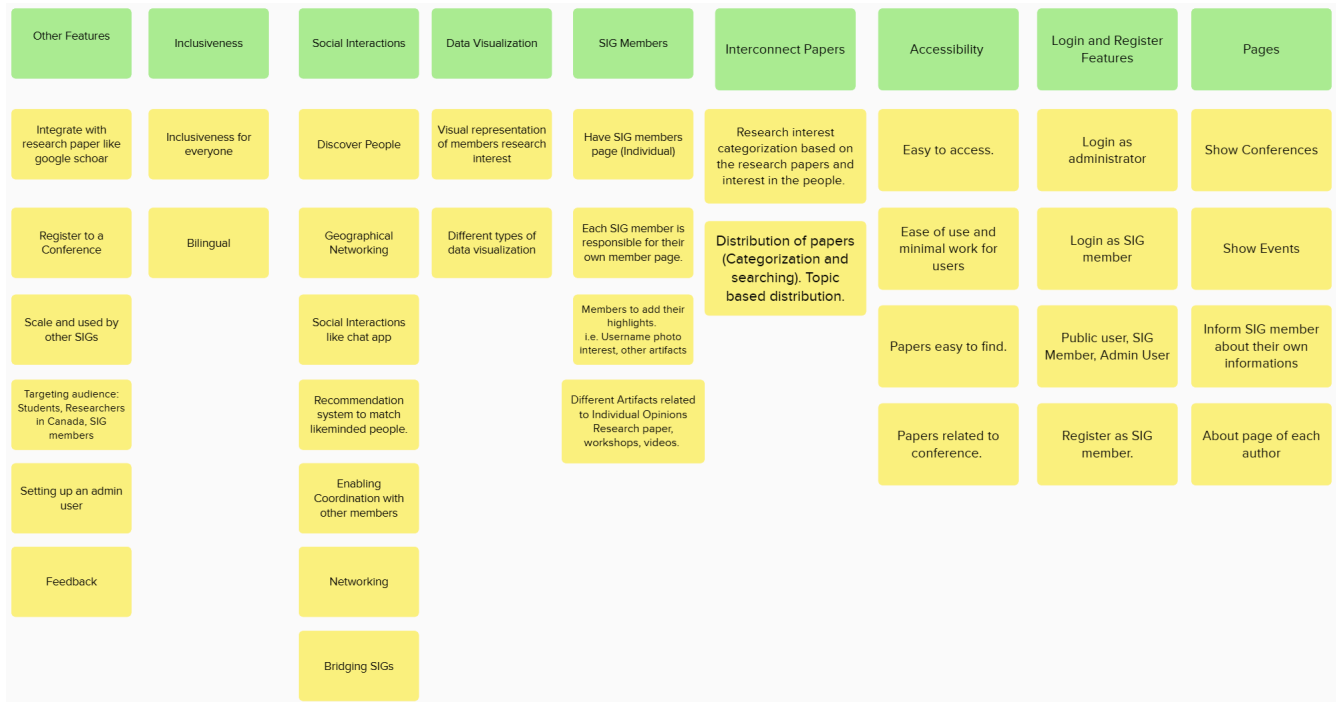 Other Features
Integrate with
research paper like
google schoar
Register to a
Conference
Scale and used by
other SIGs
Targeting audience:
Students, Researchers
in Canada, SIG
members
Setting up an admin
user
Feedback
Inclusiveness
Inclusiveness for
everyone
Bilingual
Social Interactions
Discover People
Geographical
Networking
Social Interactions
like chat app
Recommendation
system to match
likeminded people.
Enabling
Coordination with
other members
Networking
Bridging SIGs
Data Visualization
Visual representation
of members research
interest
Different types of
data visualization
SIG Members
Have SIG members
page (Individual)
Each SIG member is
responsible for their
own member page.
Members to add their
highlights.
i.e. Username photo
interest, other artifacts
Different Artifacts related
to Individual Opinions
Research paper,
workshops, videos.
Interconnect Papers
Research interest
categorization based on
the research papers and
interest in the people.
Distribution of papers
(Categorization and
searching). Topic
based distribution.
Accessibility
Easy to access.
Ease of use and
minimal work for
users
Papers easy to find.
Papers related to
conference.
Login and Register
Features
Login as
administrator
Login as SIG
member
Public user, SIG
Member, Admin User
Register as SIG
member.
Pages
Show Conferences
Show Events
Inform SIG member
about their own
informations
About page of each
author